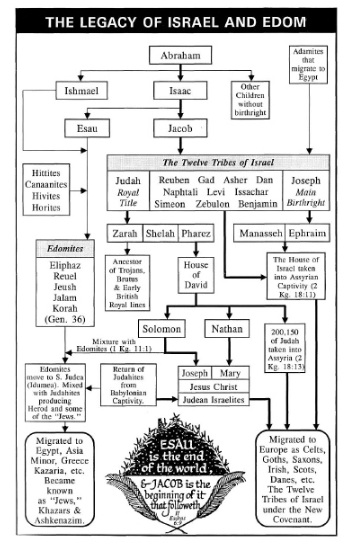 THE LEGACY OF ISRAEL AND EDOM
Abraham
Adamites
that
migrate to
Egypt
Ishmael
Isaac
Other
Children
without
birthright
Esau
Jacob
Hittites
Canaanites
Hivites
Horites
The Twelve Tribes of Israel
Judah
Royal
Title
Reuben Gad Asher Dan
Naphtali Levi Issachar
Simeon Zebulon Benjamin
Joseph
Main
Birthright
Zarah
Shelah
Pharez
Manasseh
Ephraim
Edomites
Eliphaz
Reuel
Jeush
Jalam
Korah
(Gen. 36)
Ancestor
of Trojans,
Brutus
& Early
British
Royal lines
House
of
David
The House of
Israel taken
into Assyrian
Captivity (2
Kg. 18:11)
Solomon
Nathan
200,150
of Judah
taken into
Assyria (2
Kg. 18:13)
Mixture with
Edomites (1 Kg. 11:1)
Edomites
move to S. Judea
(Idumea). Mixed
with Judahites
producing
Herod and some
of the "Jews."
Return of
Judahites
from
Babylonian
Captivity.
Joseph
Mary
Jesus Christ
Judean Israelites
Migrated to
Egypt, Asia
Minor, Greece
Kazaria, etc.
Became
known
as "Jews,"
Khazars &
Ashkenazim.
ESAU
is the end
of the world,
& JACOB is the
beginning of it
that followeth
II
Esdras
6:9
Migrated to
Europe as Celts,
Goths, Saxons,
Irish, Scots,
Danes, etc.
The Twelve
Tribes of Israel
under the New
Covenant.